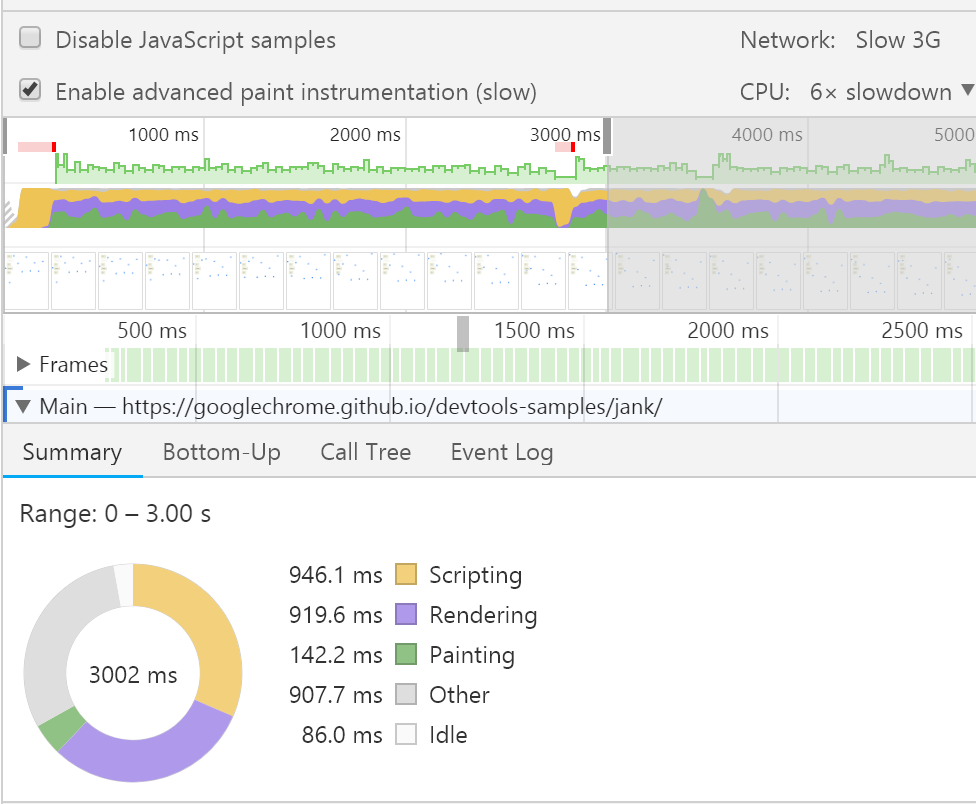 Disable JavaScript samples Network: Slow 3G
Enable advanced paint instrumentation (slow) CPU: 6× slowdown
1000 ms 2000 ms 3000 ms 4000 ms 5000
500 ms 1000 ms 1500 ms 2000 ms 2500 ms
Frames
Main — https://googlechrome.github.io/devtools-samples/jank/
Summary Bottom-Up Call Tree Event Log
Range: 0 – 3.00 s
946.1 ms Scripting
919.6 ms Rendering
142.2 ms Painting
3002 ms
907.7 ms Other
86.0 ms Idle